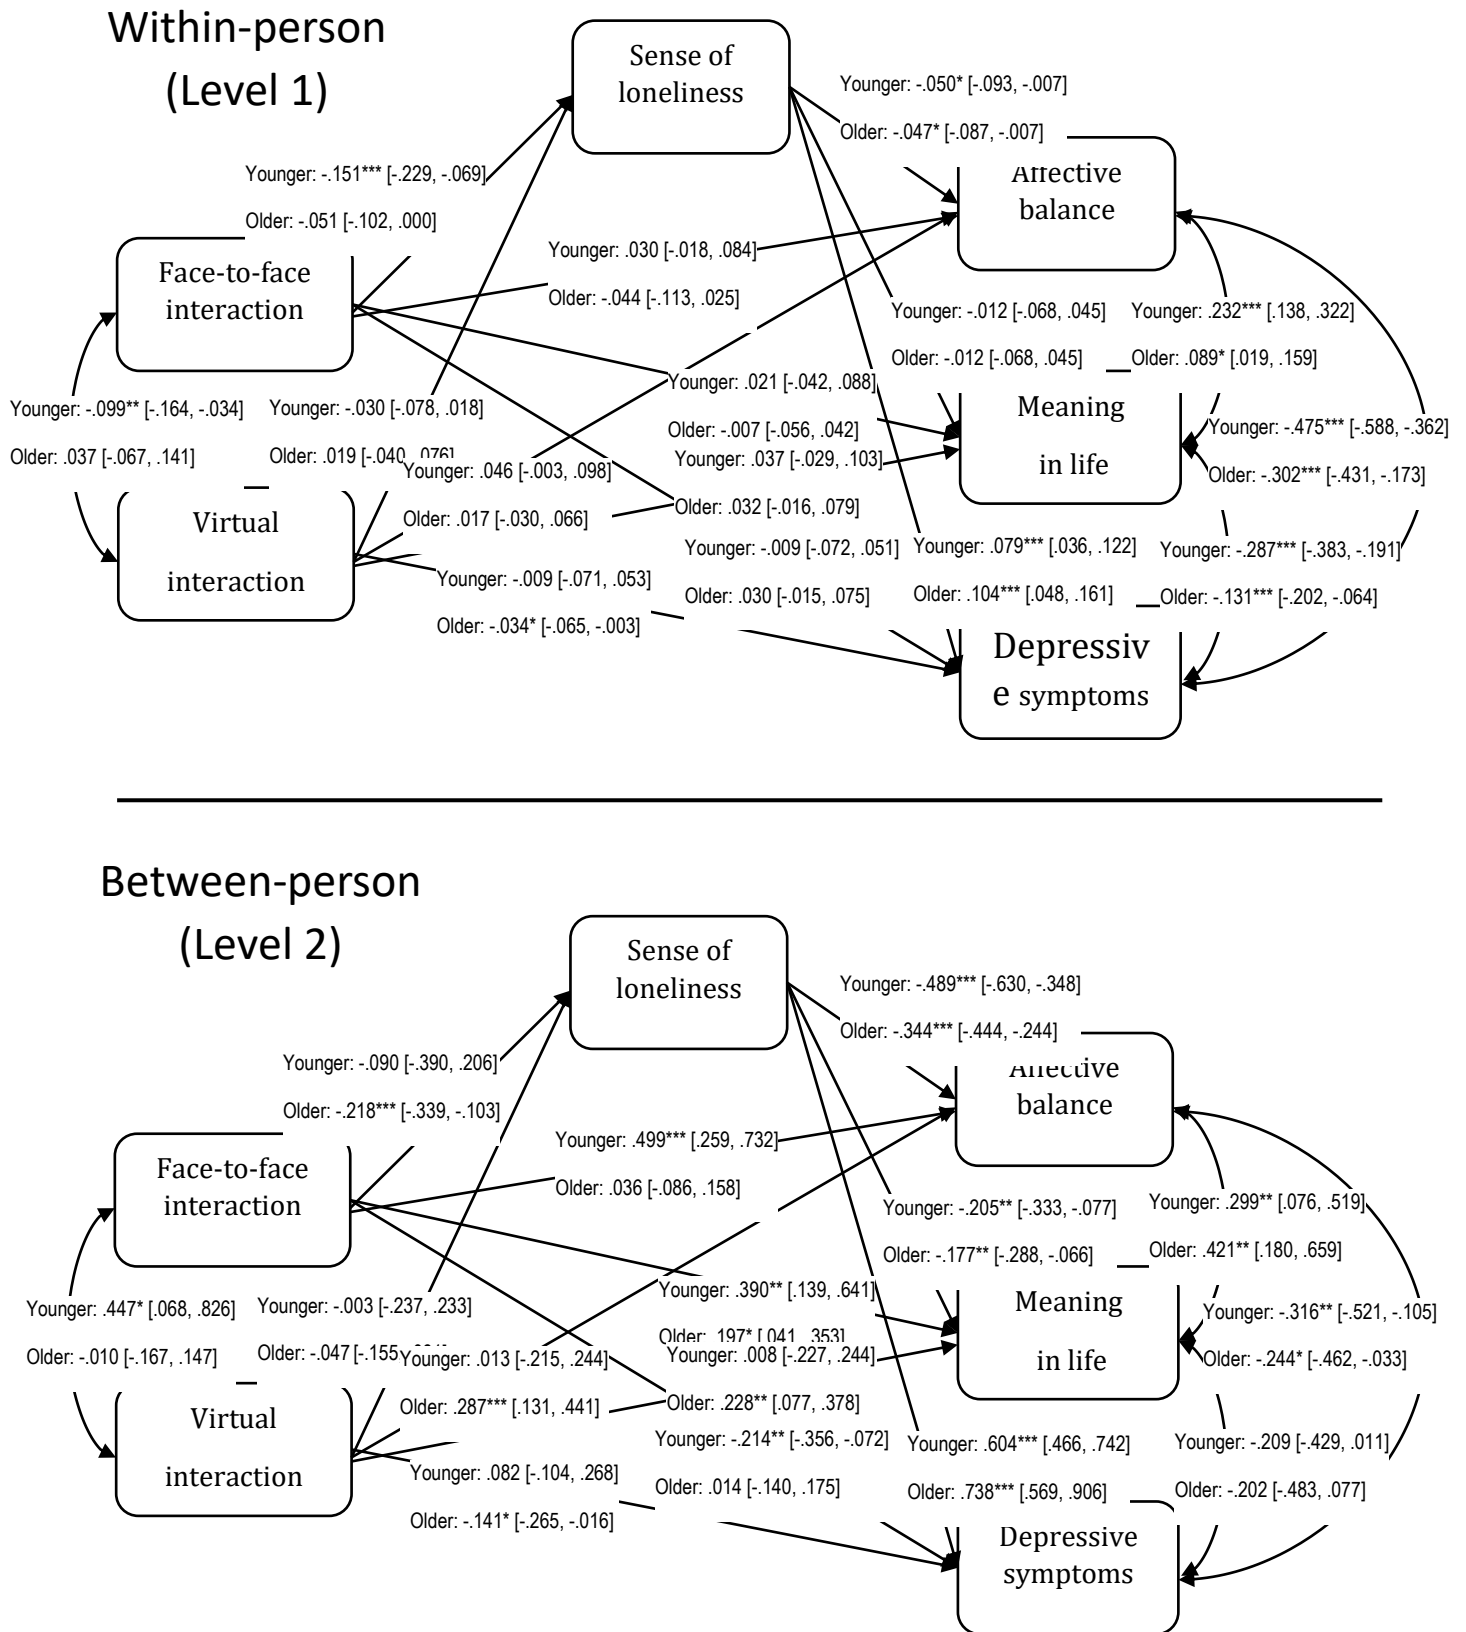 Within-person
(Level 1)
Sense of
loneliness
Younger: -.050* [-.093, -.007]
Older: -.047* [-.087, -.007]
Younger: -.151*** [-.229, -.069]
Older: -.051 [-.102, .000]
Affective
balance
Face-to-face
interaction
Younger: .030 [-.018, .084]
Older: -.044 [-.113, .025]
Younger: -.012 [-.068, .045]
Older: -.012 [-.068, .045]
Younger: .232*** [.138, .322]
Older: .089* [.019, .159]
Younger: -.099** [-.164, -.034]
Older: .037 [-.067, .141]
Younger: -.030 [-.078, .018]
Older: .019 [-.040, .076]
Younger: .021 [-.042, .088]
Older: -.007 [-.056, .042]
Meaning
in life
Younger: -.475*** [-.588, -.362]
Older: -.302*** [-.431, -.173]
Younger: .046 [-.003, .098]
Older: .017 [-.030, .066]
Younger: .037 [-.029, .103]
Older: .032 [-.016, .079]
Virtual
interaction
Younger: -.009 [-.071, .053]
Older: -.034* [-.065, -.003]
Younger: -.009 [-.072, .051]
Older: .030 [-.015, .075]
Younger: .079*** [.036, .122]
Older: .104*** [.048, .161]
Younger: -.287*** [-.383, -.191]
Older: -.131*** [-.202, -.064]
Depressiv
e symptoms
Between-person
(Level 2)
Sense of
loneliness
Younger: -.489*** [-.630, -.348]
Older: -.344*** [-.444, -.244]
Younger: -.090 [-.390, .206]
Older: -.218*** [-.339, -.103]
Affective
balance
Face-to-face
interaction
Younger: .499*** [.259, .732]
Older: .036 [-.086, .158]
Younger: -.205** [-.333, -.077]
Older: -.177** [-.288, -.066]
Younger: .299** [.076, .519]
Older: .421** [.180, .659]
Younger: .447* [.068, .826]
Older: -.010 [-.167, .147]
Younger: -.003 [-.237, .233]
Older: -.047 [-.155,
Younger: .390** [.139, .641]
Older: .197* [.041, .353]
Meaning
in life
Younger: -.316** [-.521, -.105]
Older: -.244* [-.462, -.033]
Younger: .013 [-.215, .244]
Older: .287*** [.131, .441]
Younger: .008 [-.227, .244]
Older: .228** [.077, .378]
Virtual
interaction
Younger: .082 [-.104, .268]
Older: -.141* [-.265, -.016]
Younger: -.214** [-.356, -.072]
Older: .014 [-.140, .175]
Younger: .604*** [.466, .742]
Older: .738*** [.569, .906]
Younger: -.209 [-.429, .011]
Older: -.202 [-.483, .077]
Depressive
symptoms